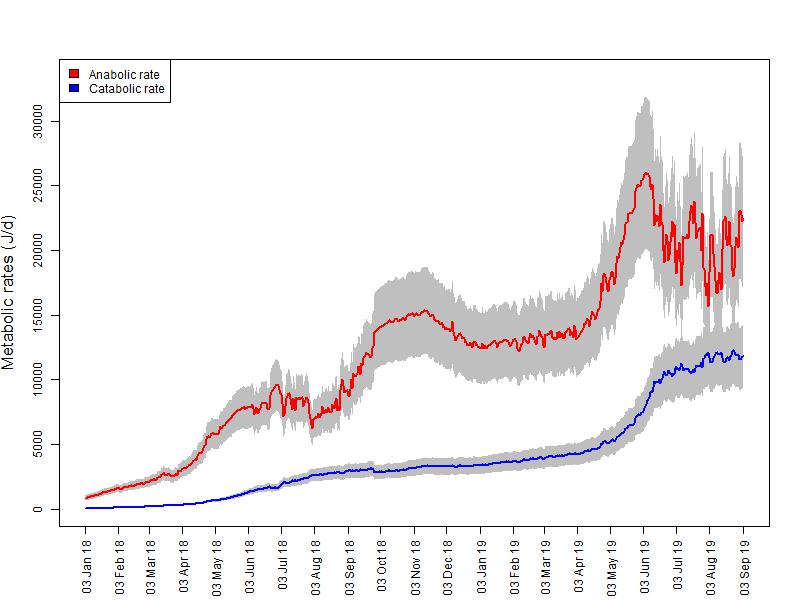 Anabolic rate
Catabolic rate
Metabolic rates (J/d)
30000
25000
20000
15000
10000
5000
0
03 Jan 18
03 Feb 18
03 Mar 18
03 Apr 18
03 May 18
03 Jun 18
03 Jul 18
03 Aug 18
03 Sep 18
03 Oct 18
03 Nov 18
03 Dec 18
03 Jan 19
03 Feb 19
03 Mar 19
03 Apr 19
03 May 19
03 Jun 19
03 Jul 19
03 Aug 19
03 Sep 19